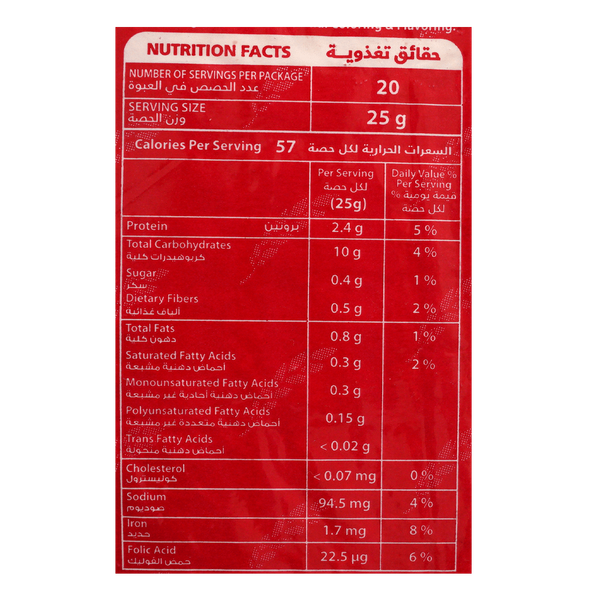 Coloring & Flavoring.
NUTRITION FACTS حقائق تغذويـة
NUMBER OF SERVINGS PER PACKAGE
عدد الحصص في العبوة
20
SERVING SIZE
وزن الحصة
25 g
Calories Per Serving 57 السعرات الحرارية لكل حصة
Per Serving
لكل حصة
(25g)
Daily Value %
Per Serving
قيمة يومية %
لكل حصة
Protein بروتين 2.4 g 5 %
Total Carbohydrates
كربوهيدرات كلية
10 g 4 %
Sugar
سكر
0.4 g 1 %
Dietary Fibers
ألياف غذائية
0.5 g 2 %
Total Fats
دهون كلية
0.8 g 1 %
Saturated Fatty Acids
أحماض دهنية مشبعة
0.3 g 2 %
Monounsaturated Fatty Acids
أحماض دهنية أحادية غير مشبعة
0.3 g
Polyunsaturated Fatty Acids
أحماض دهنية متعددة غير مشبعة
0.15 g
Trans Fatty Acids
أحماض دهنية متحولة
< 0.02 g
Cholesterol
كوليسترول
< 0.07 mg 0 %
Sodium
صوديوم
94.5 mg 4 %
Iron
حديد
1.7 mg 8 %
Folic Acid
حمض الفوليك
22.5 µg 6 %